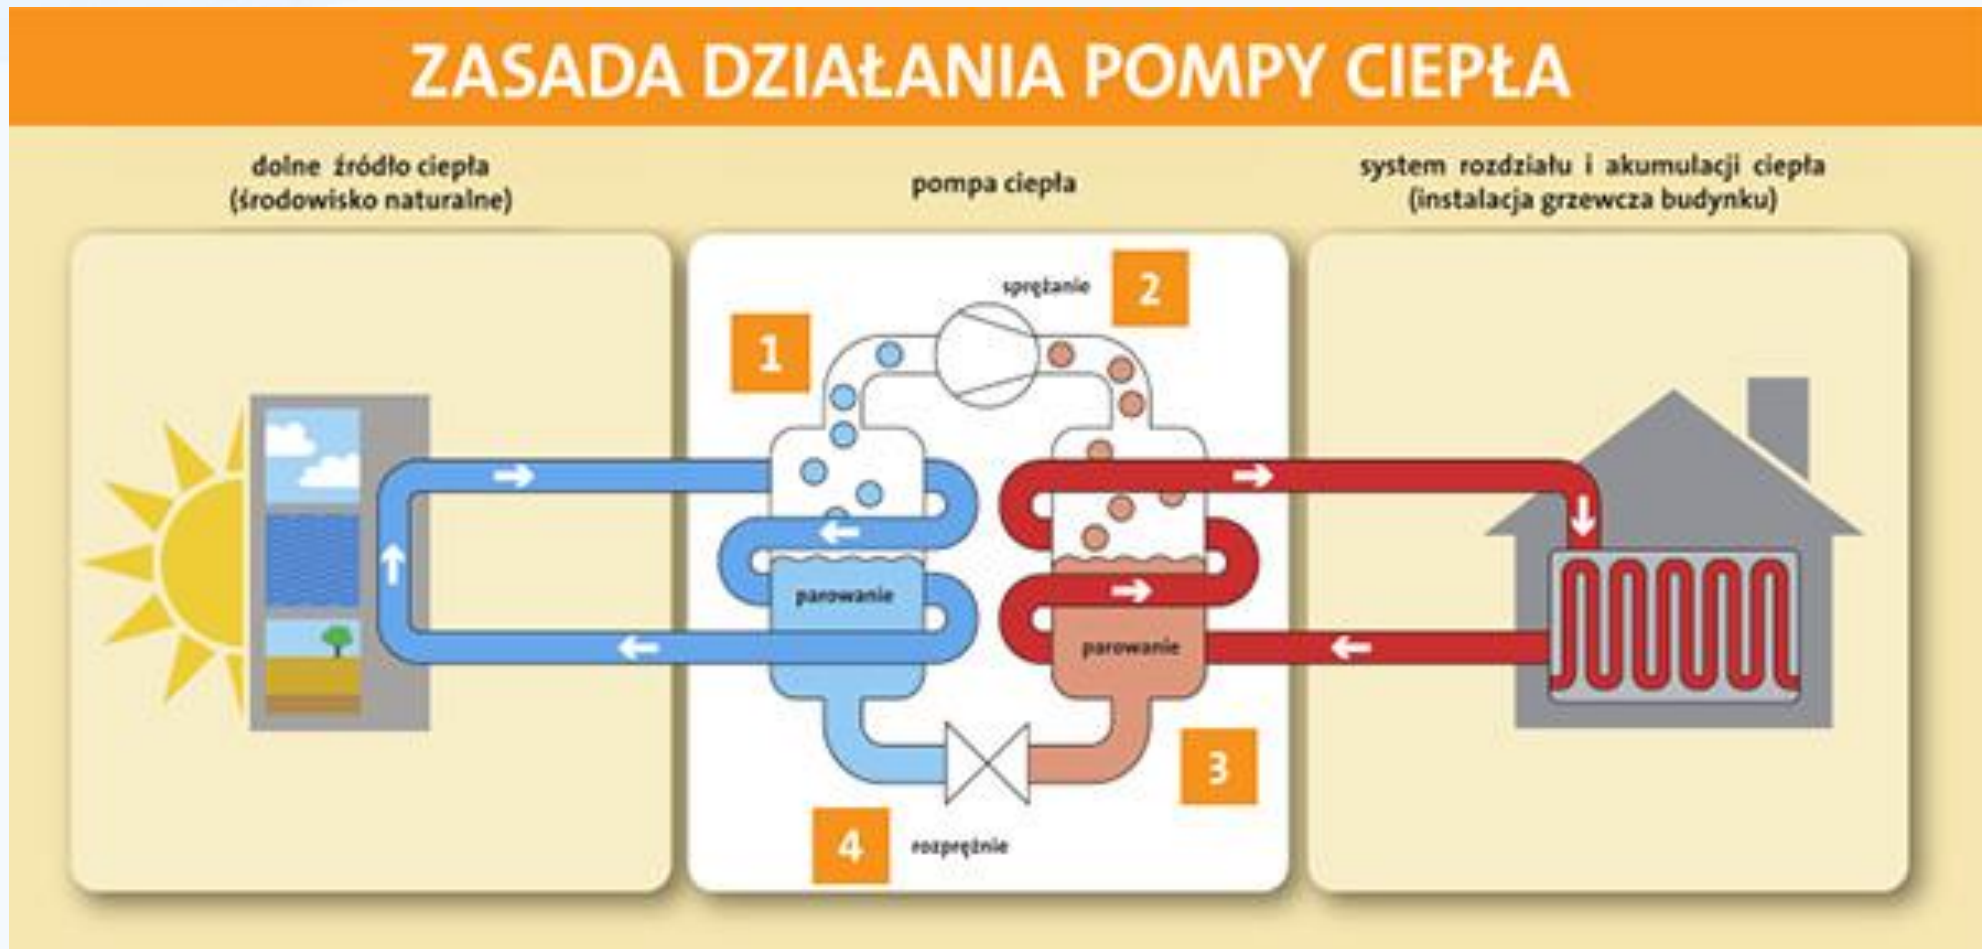 ZASADA DZIAŁANIA POMPY CIEPŁA
dolne źródło ciepła
(środowisko naturalne)
pompa ciepła
system rozdziału i akumulacji ciepła
(instalacja grzewcza budynku)
sprężanie
2
1
parowanie
parowanie
3
4
rozprężnie